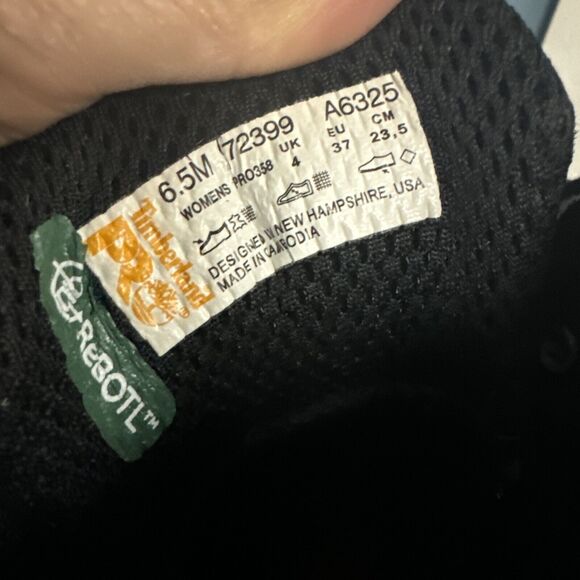 6.5M 72399 A6325
WOMENS PRO358 UK EU CM
4 37 23,5
DESIGNED IN NEW HAMPSHIRE, USA
MADE IN CAMBODIA
Timberland
PRO
®
ReBOTL™